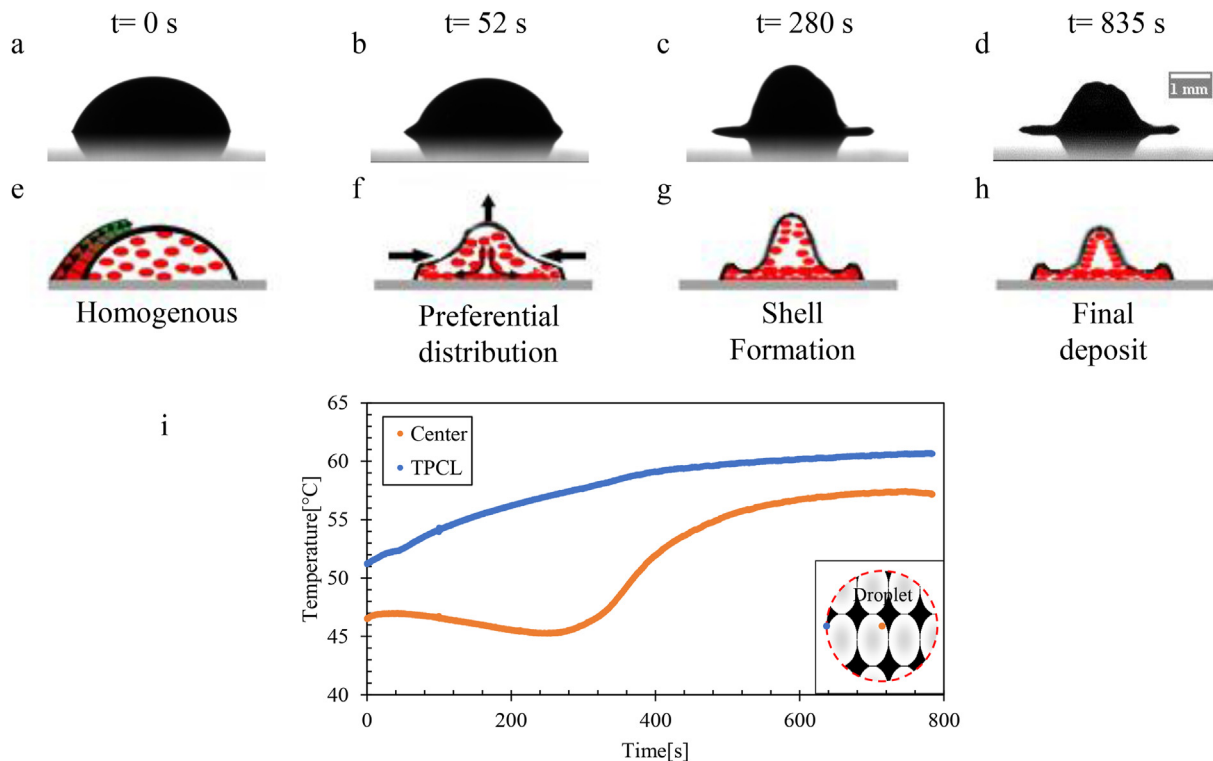 t= 0 s
t= 52 s
t= 280 s
t= 835 s
a
b
c
d
1 mm
e
f
g
h
Homogenous
Preferential
distribution
Shell
Formation
Final
deposit
i
65
60
55
50
45
40
Temperature[°C]
Center
TPCL
Droplet
0
200
400
600
800
Time[s]